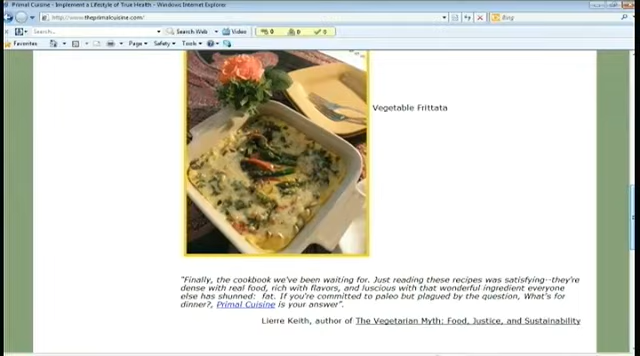 Primal Cuisine - Implement a Lifestyle of True Health - Windows Internet Explorer
http://www.theprimalcuisine.com/
Bing
Search Web
Video
0
0
0
Favorites
Page
Safety
Tools
Vegetable Frittata
"Finally, the cookbook we've been waiting for. Just reading these recipes was satisfying--they're
dense with real food, rich with flavors, and luscious with that wonderful ingredient everyone
else has shunned: fat. If you're committed to paleo but plagued by the question, What's for
dinner?, Primal Cuisine is your answer".
Lierre Keith, author of The Vegetarian Myth: Food, Justice, and Sustainability